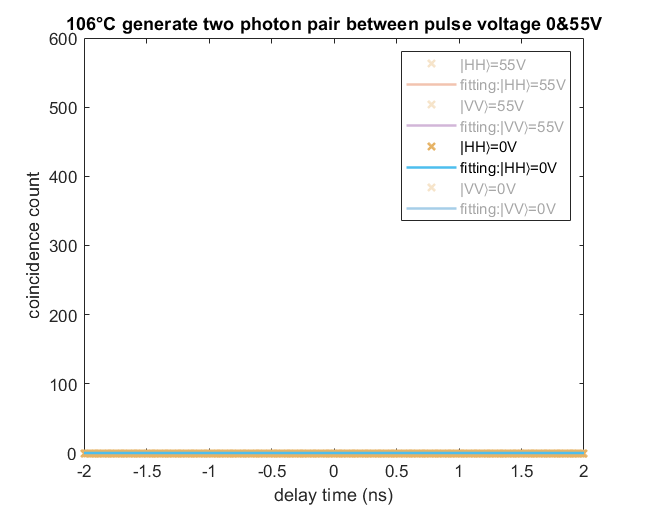 106°C generate two photon pair between pulse voltage 0&55V
600
500
400
300
200
100
0
coincidence count
|HH⟩=55V
fitting:|HH⟩=55V
|VV⟩=55V
fitting:|VV⟩=55V
|HH⟩=0V
fitting:|HH⟩=0V
|VV⟩=0V
fitting:|VV⟩=0V
-2 -1.5 -1 -0.5 0 0.5 1 1.5 2
delay time (ns)